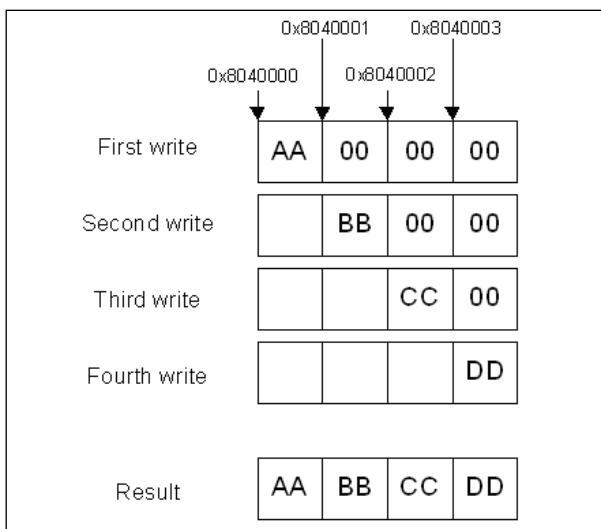 0x8040001 0x8040003
0x8040000 0x8040002
First write AA 00 00 00
Second write BB 00 00
Third write CC 00
Fourth write DD
Result AA BB CC DD